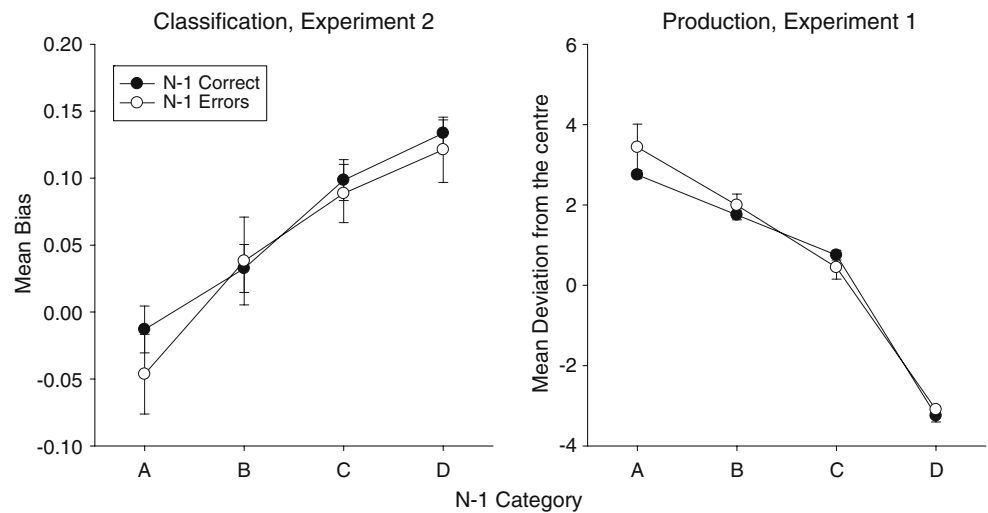 Classification, Experiment 2
0.20
0.15
0.10
0.05
0.00
-0.05
-0.10
Mean Bias
N-1 Correct
N-1 Errors
A B C D
Production, Experiment 1
6
4
2
0
-2
-4
Mean Deviation from the centre
A B C D
N-1 Category